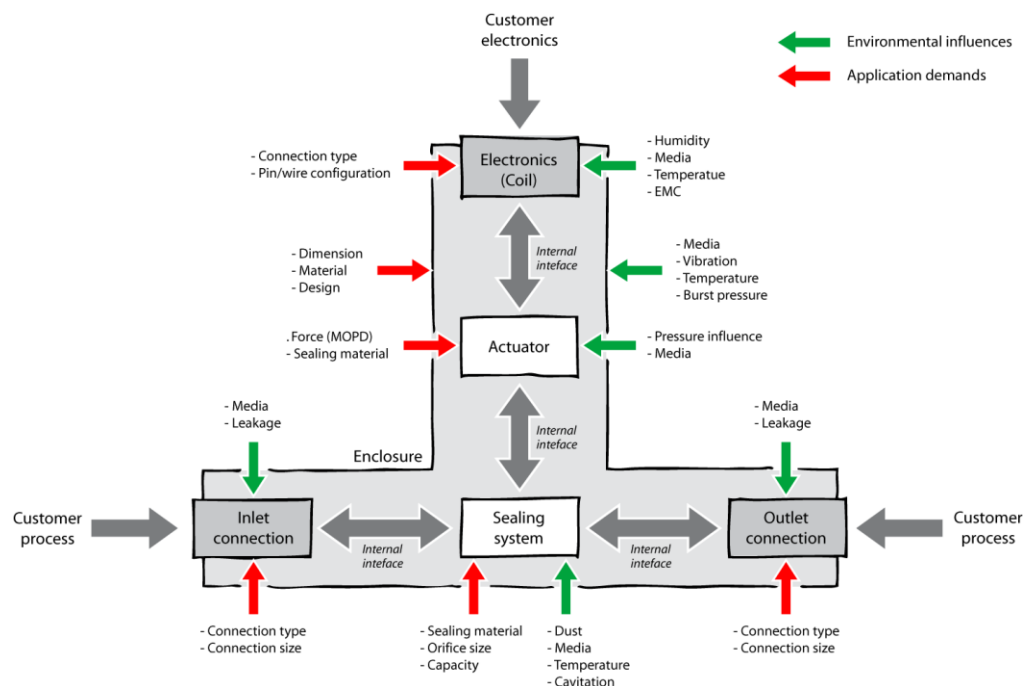 Customer
electronics
Environmental influences
Application demands
- Connection type
- Pin/wire configuration
Electronics
(Coil)
- Humidity
- Media
- Temperatue
- EMC
Internal
inteface
- Dimension
- Material
- Design
- Media
- Vibration
- Temperature
- Burst pressure
.Force (MOPD)
- Sealing material
Actuator
- Pressure influence
- Media
Internal
inteface
- Media
- Leakage
- Media
- Leakage
Enclosure
Customer
process
Inlet
connection
Internal
inteface
Sealing
system
Internal
inteface
Outlet
connection
Customer
process
- Connection type
- Connection size
- Sealing material
- Orifice size
- Capacity
- Dust
- Media
- Temperature
- Cavitation
- Connection type
- Connection size